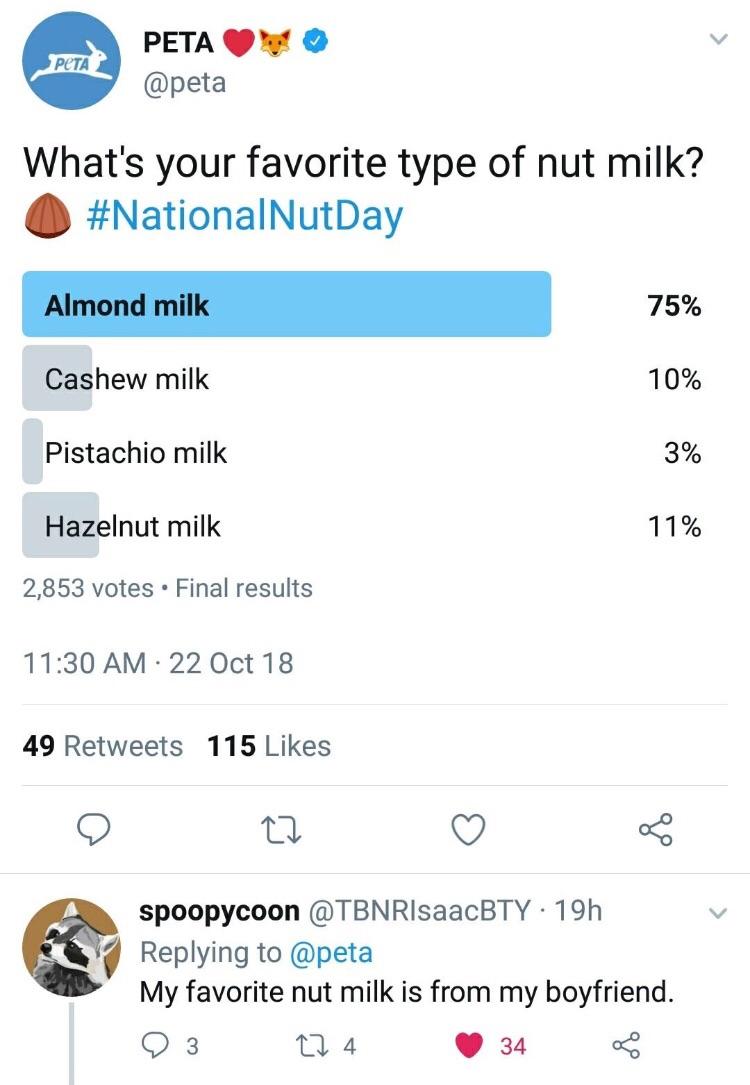 PETA
PETA ❤️🦊
@peta
What's your favorite type of nut milk?
🌰 #NationalNutDay
Almond milk 75%
Cashew milk 10%
Pistachio milk 3%
Hazelnut milk 11%
2,853 votes • Final results
11:30 AM · 22 Oct 18
49 Retweets 115 Likes
spoopycoon @TBNRIsaacBTY · 19h
Replying to @peta
My favorite nut milk is from my boyfriend.
3 4 34